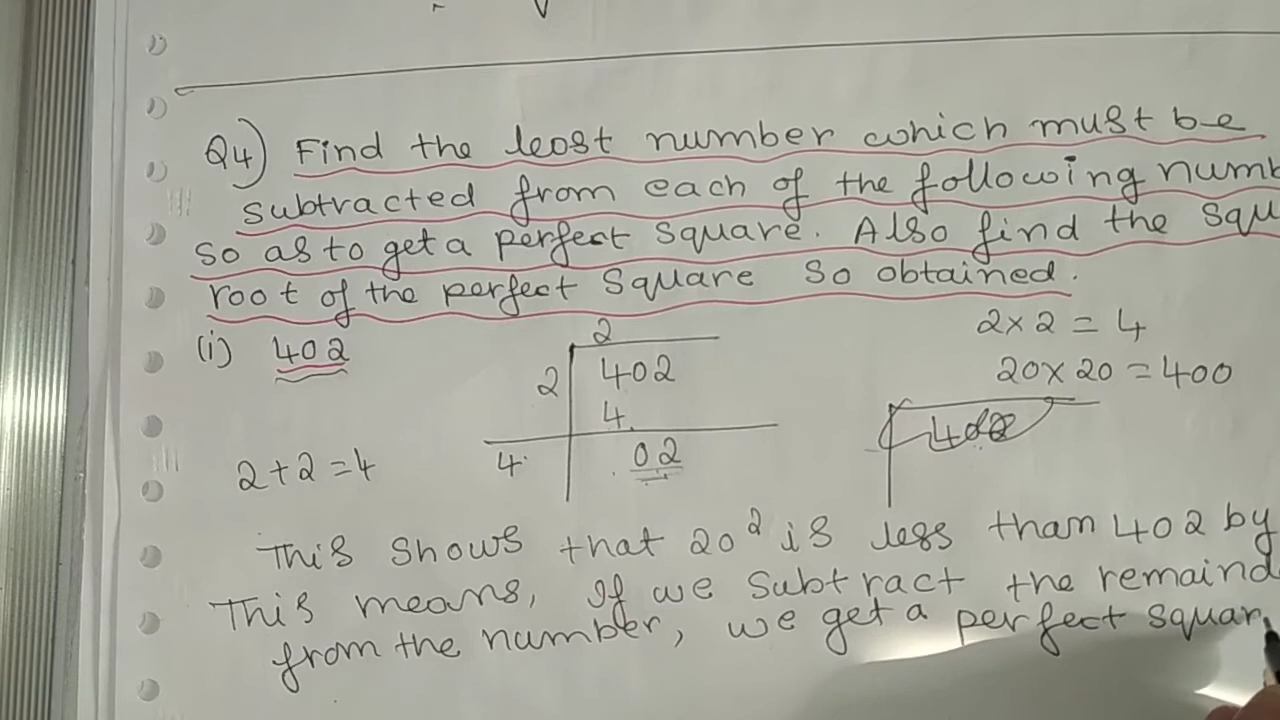 Q4) Find the least number which must be
subtracted from each of the following numb
so as to get a perfect square. Also find the squ
root of the perfect square so obtained.
(i) 402
2
2 402
4
4 02
2+2=4
2×2=4
20×20=400
This shows that 20² is less than 402 by
This means, If we subtract the remaind
from the number, we get a perfect squar